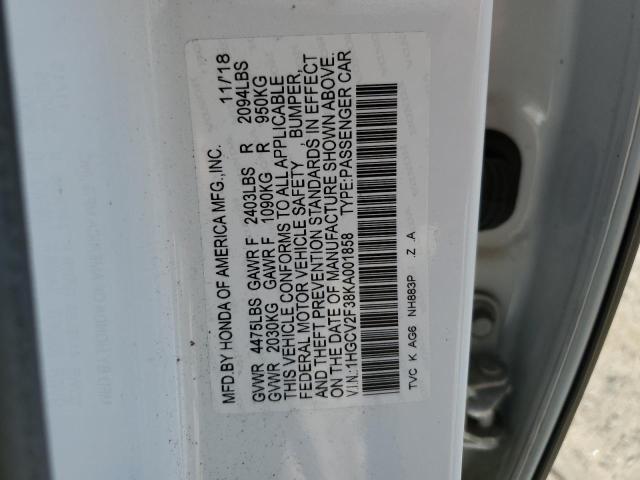 MFD.BY HONDA OF AMERICA MFG.,INC. 11/18
GVWR 4475LBS GAWR F 2403LBS R 2094LBS
GVWR 2030KG GAWR F 1090KG R 950KG
THIS VEHICLE CONFORMS TO ALL APPLICABLE
FEDERAL MOTOR VEHICLE SAFETY, BUMPER,
AND THEFT PREVENTION STANDARDS IN EFFECT
ON THE DATE OF MANUFACTURE SHOWN ABOVE.
VIN:1HGCV2F38KA001858 TYPE:PASSENGER CAR
TVC K AG6 NH883P .Z .A